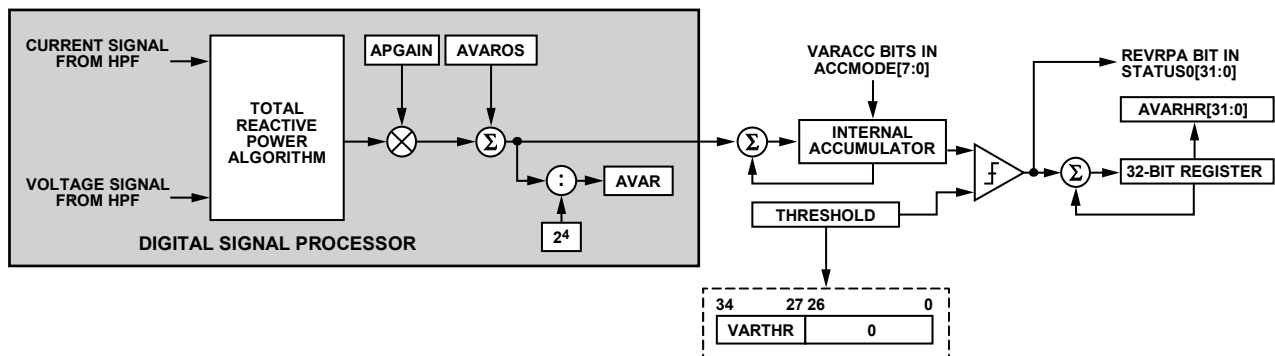 CURRENT SIGNAL
FROM HPF
VOLTAGE SIGNAL
FROM HPF
TOTAL
REACTIVE
POWER
ALGORITHM
APGAIN
AVAROS
Σ
:
AVAR
2⁴
DIGITAL SIGNAL PROCESSOR
VARACC BITS IN
ACCMODE[7:0]
Σ
INTERNAL
ACCUMULATOR
THRESHOLD
34 27 26 0
VARTHR 0
REVRPA BIT IN
STATUS0[31:0]
AVARHR[31:0]
Σ
32-BIT REGISTER